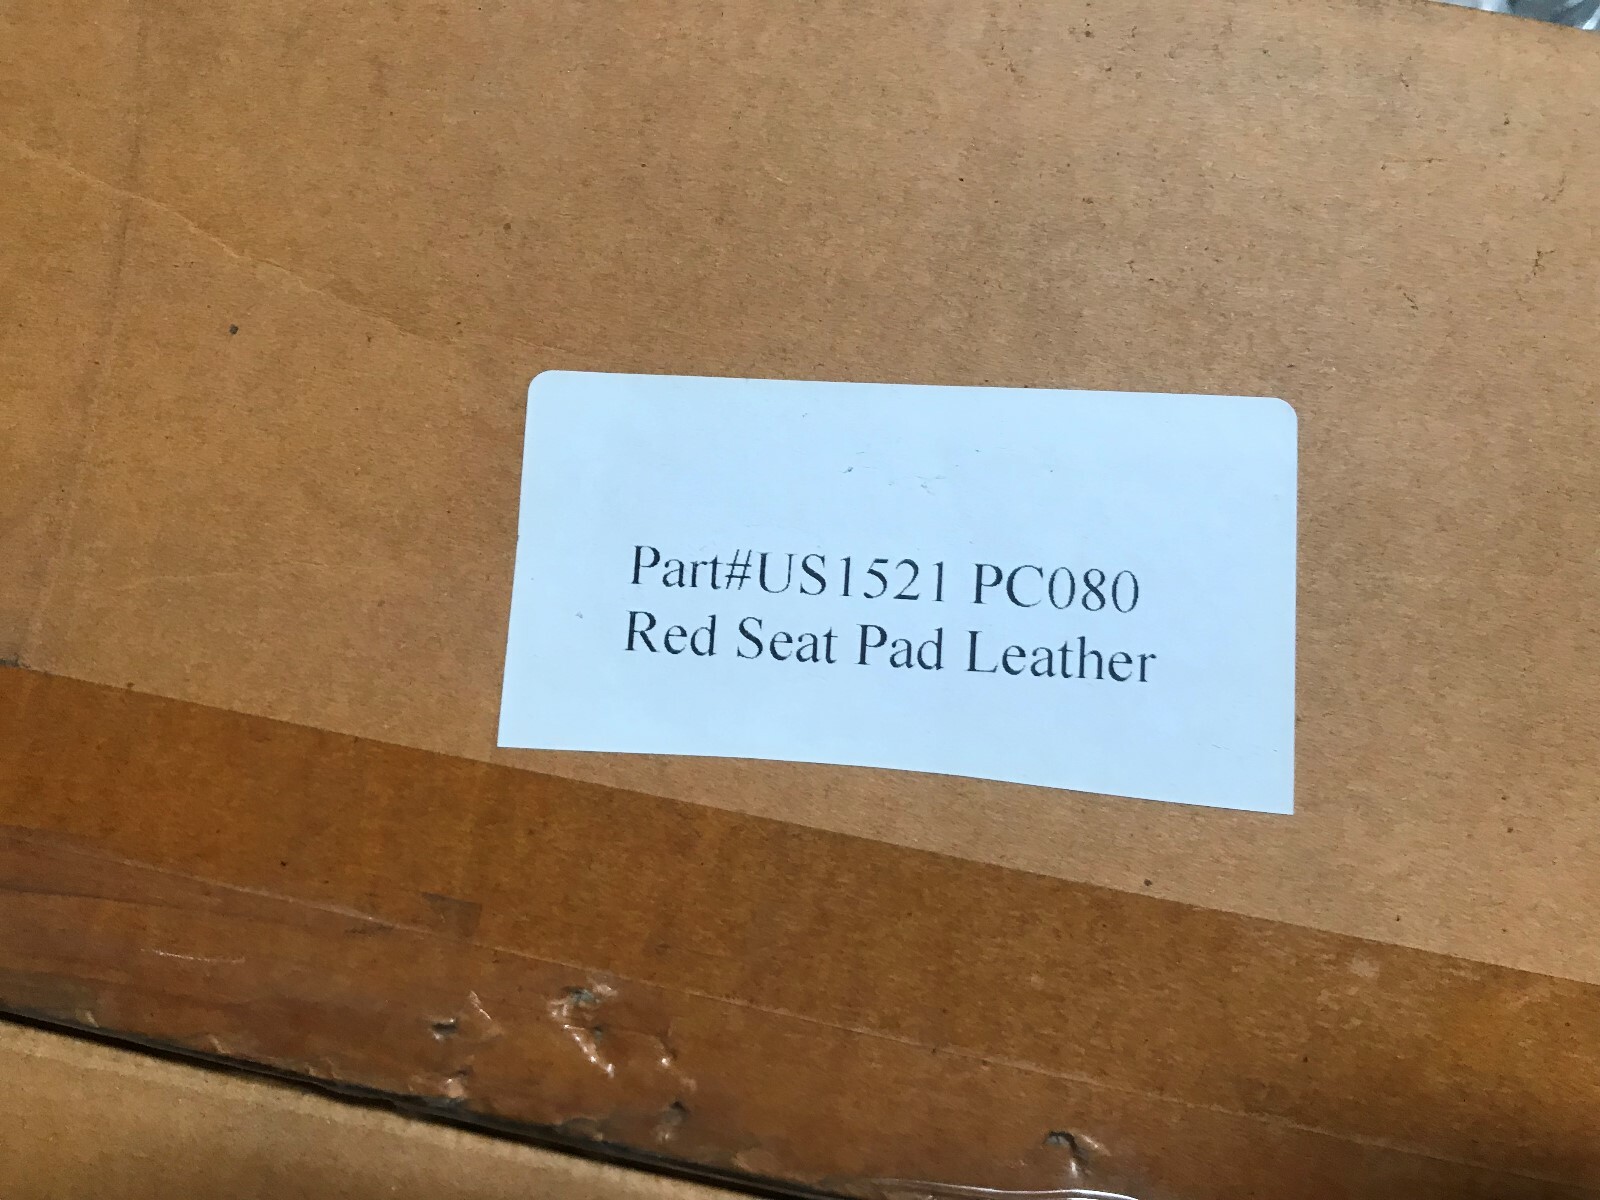 Part#US1521 PC080
Red Seat Pad Leather